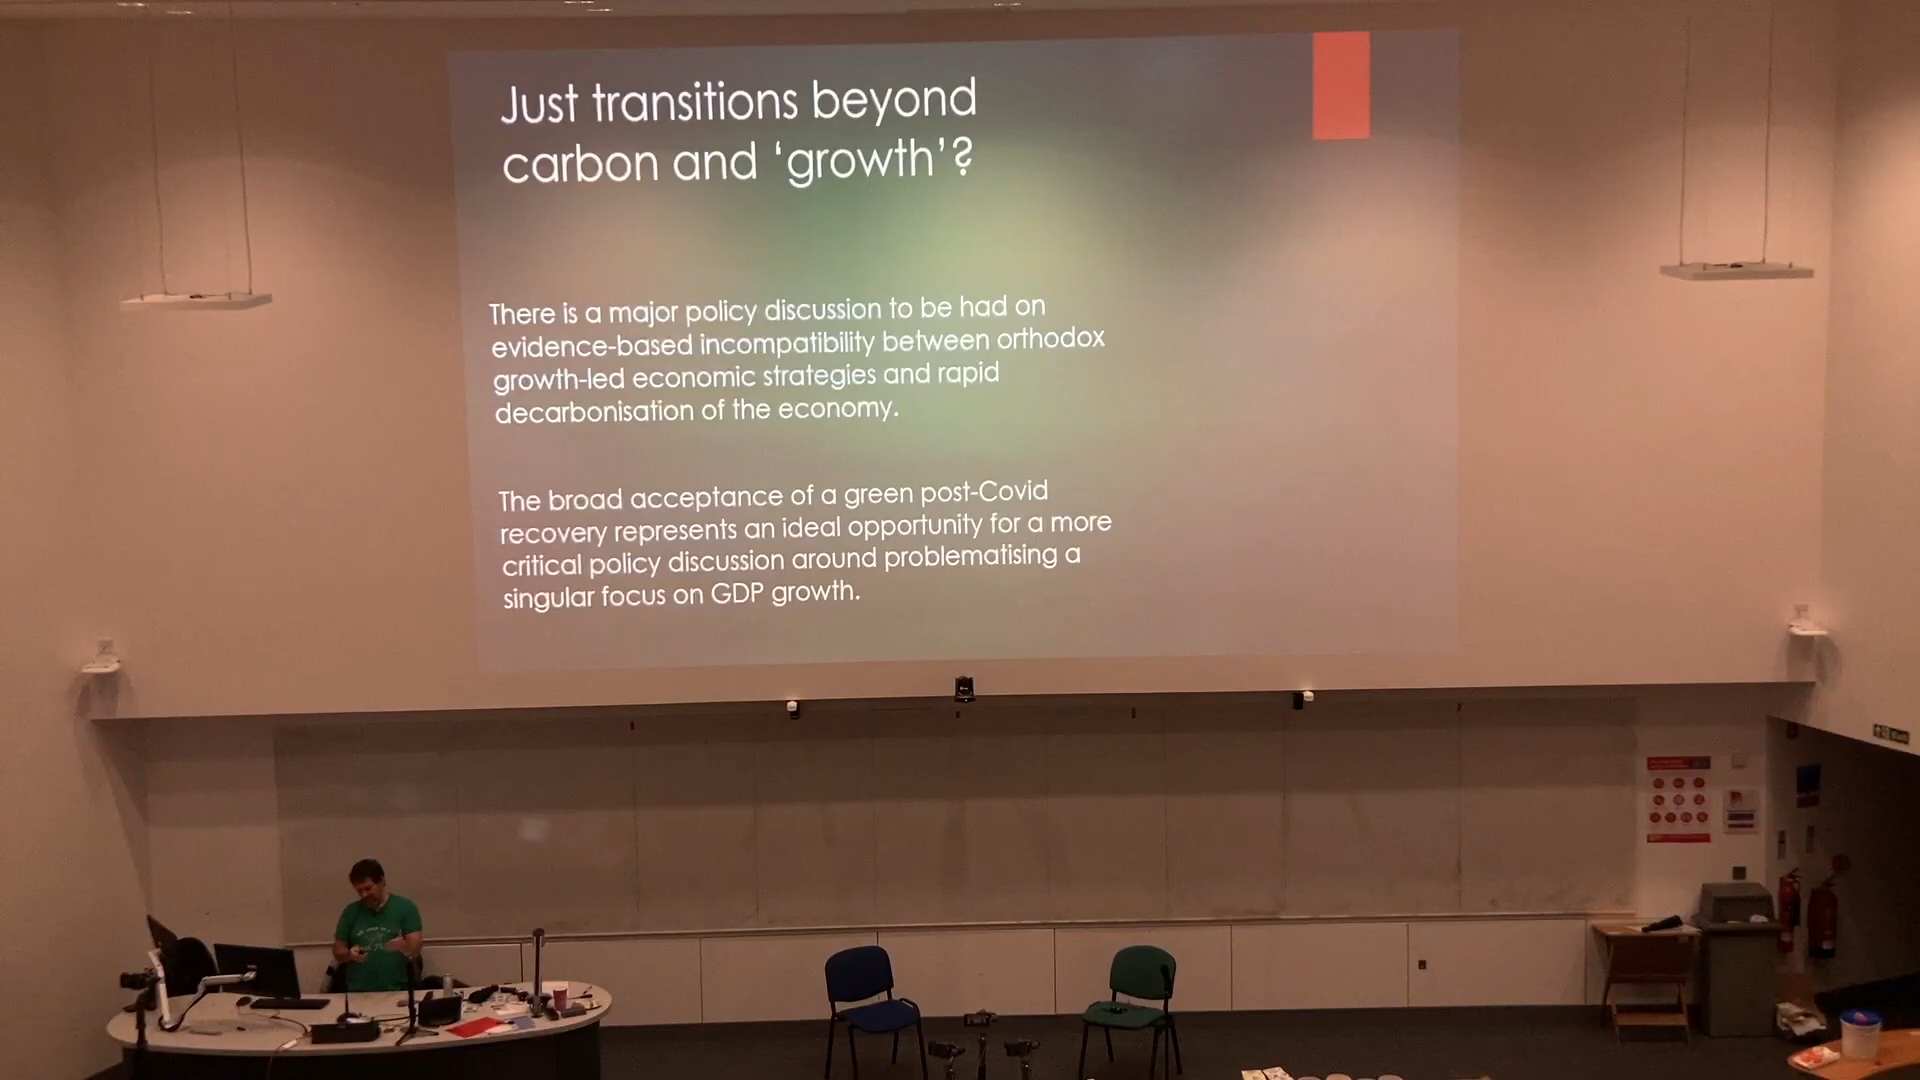 Just transitions beyond
carbon and ‘growth’?
There is a major policy discussion to be had on
evidence-based incompatibility between orthodox
growth-led economic strategies and rapid
decarbonisation of the economy.
The broad acceptance of a green post-Covid
recovery represents an ideal opportunity for a more
critical policy discussion around problematising a
singular focus on GDP growth.